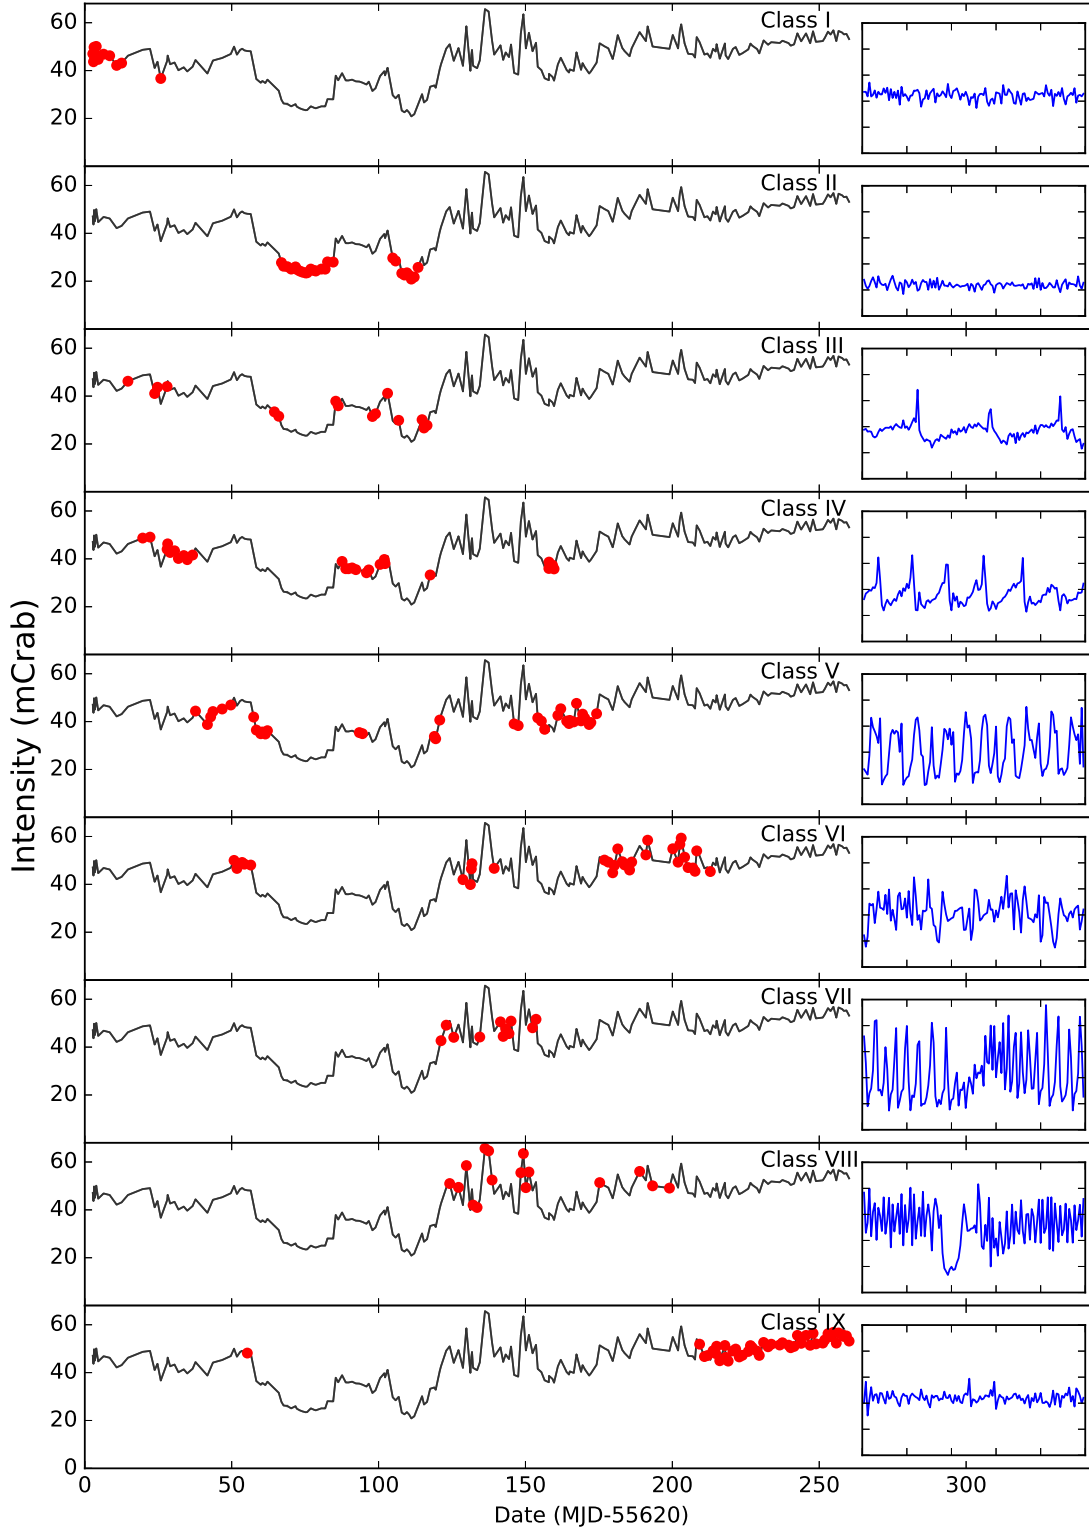 Intensity (mCrab)
60
40
20
Class I
60
40
20
Class II
60
40
20
Class III
60
40
20
Class IV
60
40
20
Class V
60
40
20
Class VI
60
40
20
Class VII
60
40
20
Class VIII
60
40
20
0
Class IX
0 50 100 150 200 250 300
Date (MJD-55620)